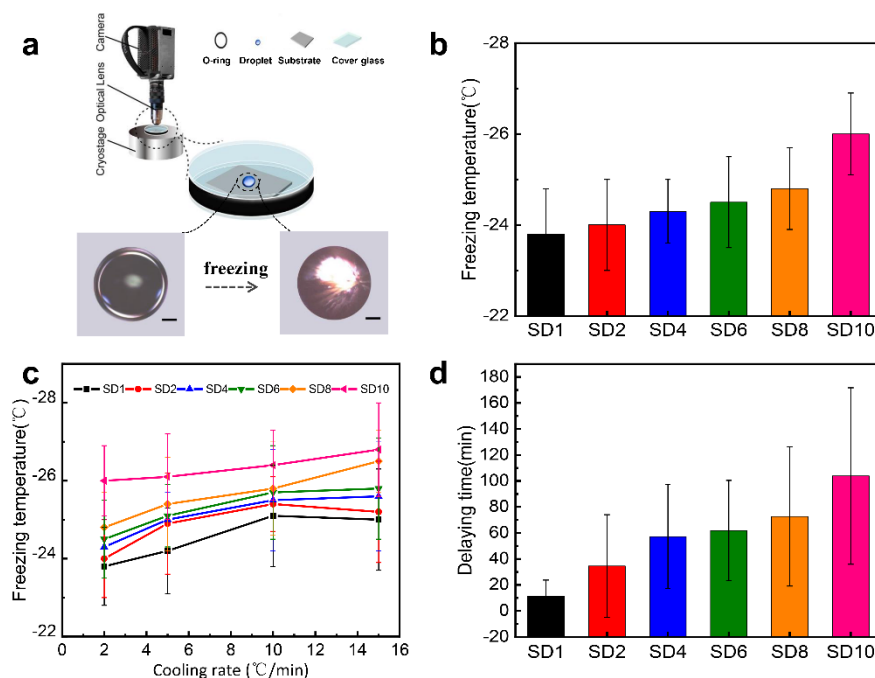 a
Camera
Optical Lens
Cryostage
O-ring Droplet Substrate Cover glass
freezing
b
Freezing temperature(℃)
-28
-26
-24
-22
SD1 SD2 SD4 SD6 SD8 SD10
c
SD1 SD2 SD4 SD6 SD8 SD10
Freezing temperature(℃)
-28
-26
-24
-22
0 2 4 6 8 10 12 14 16
Cooling rate (℃/min)
d
Delaying time(min)
180
160
140
120
100
80
60
40
20
0
-20
SD1 SD2 SD4 SD6 SD8 SD10